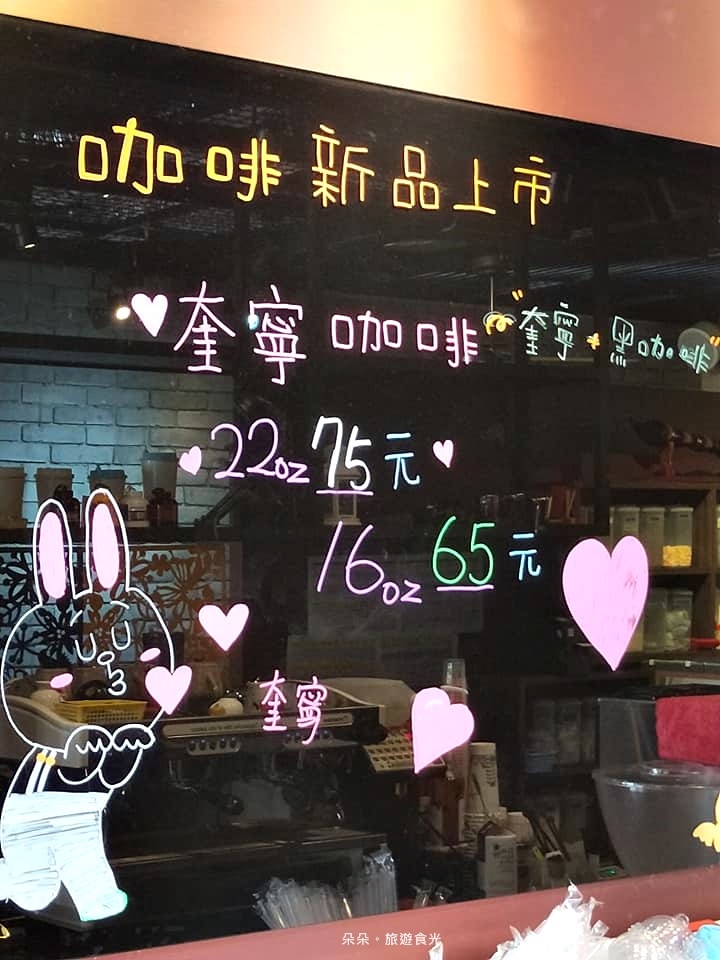 咖啡 新品上市
奎寧 咖啡 "奎寧+黑咖啡"
22oz 75元
16oz 65元
奎寧
朵朵。旅遊食光